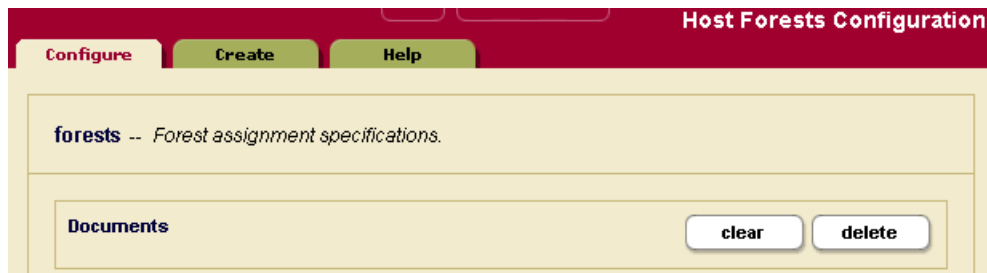 Host Forests Configuration
Configure Create Help
forests -- Forest assignment specifications.
Documents clear delete